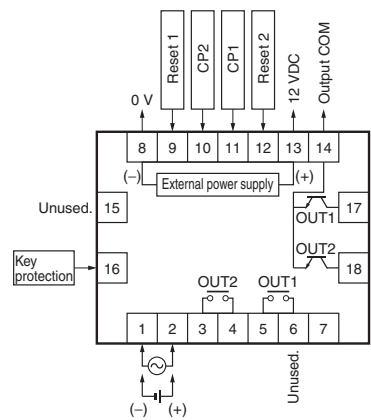 Reset 1
CP2
CP1
Reset 2
12 VDC
Output COM
0 V
8 9 10 11 12 13 14
(−) External power supply (+)
Unused. 15
17
OUT1
Key protection
16
OUT2
18
OUT2 OUT1
1 2 3 4 5 6 7
Unused.
(−) (+)